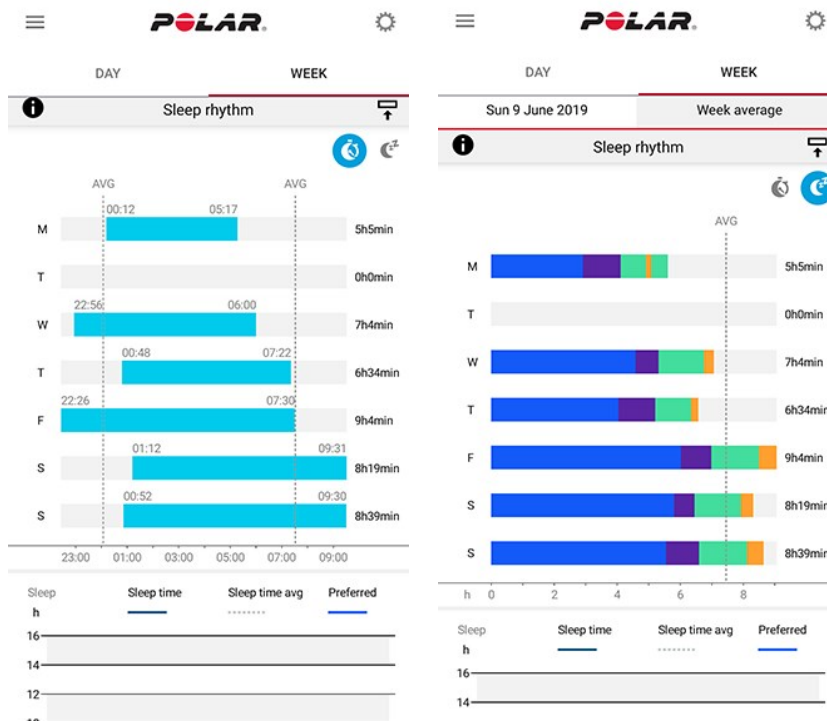 POLAR.
DAY WEEK
Sleep rhythm
AVG AVG
00:12 05:17
M 5h5min
T 0h0min
22:56 06:00
W 7h4min
00:48 07:22
T 6h34min
22:26 07:30
F 9h4min
01:12 09:31
S 8h19min
00:52 09:30
S 8h39min
23:00 01:00 03:00 05:00 07:00 09:00
Sleep Sleep time Sleep time avg Preferred
h
16
14
12
POLAR.
DAY WEEK
Sun 9 June 2019 Week average
Sleep rhythm
AVG
M 5h5min
T 0h0min
W 7h4min
T 6h34min
F 9h4min
S 8h19min
S 8h39min
h 0 2 4 6 8
Sleep Sleep time Sleep time avg Preferred
h
16
14